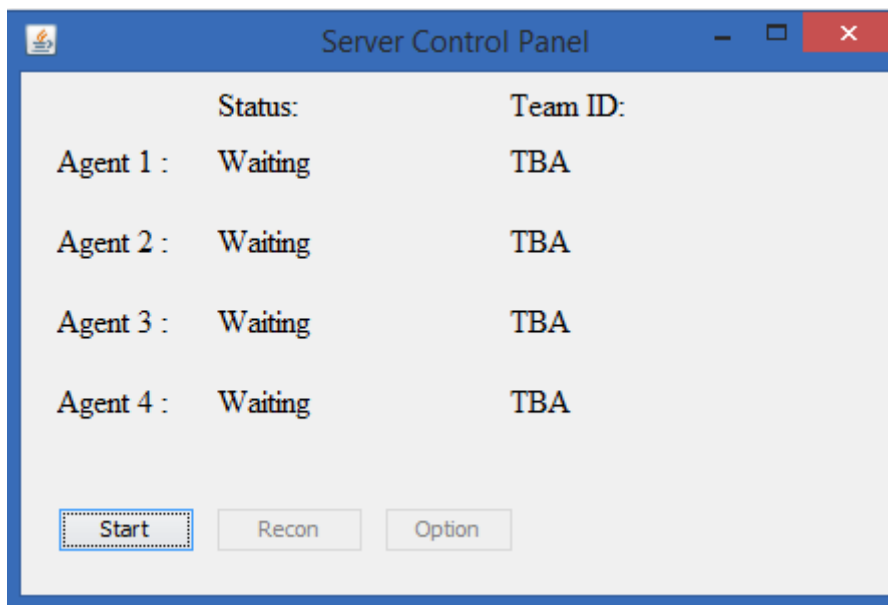 Server Control Panel
Status: Team ID:
Agent 1 : Waiting TBA
Agent 2 : Waiting TBA
Agent 3 : Waiting TBA
Agent 4 : Waiting TBA
Start Recon Option